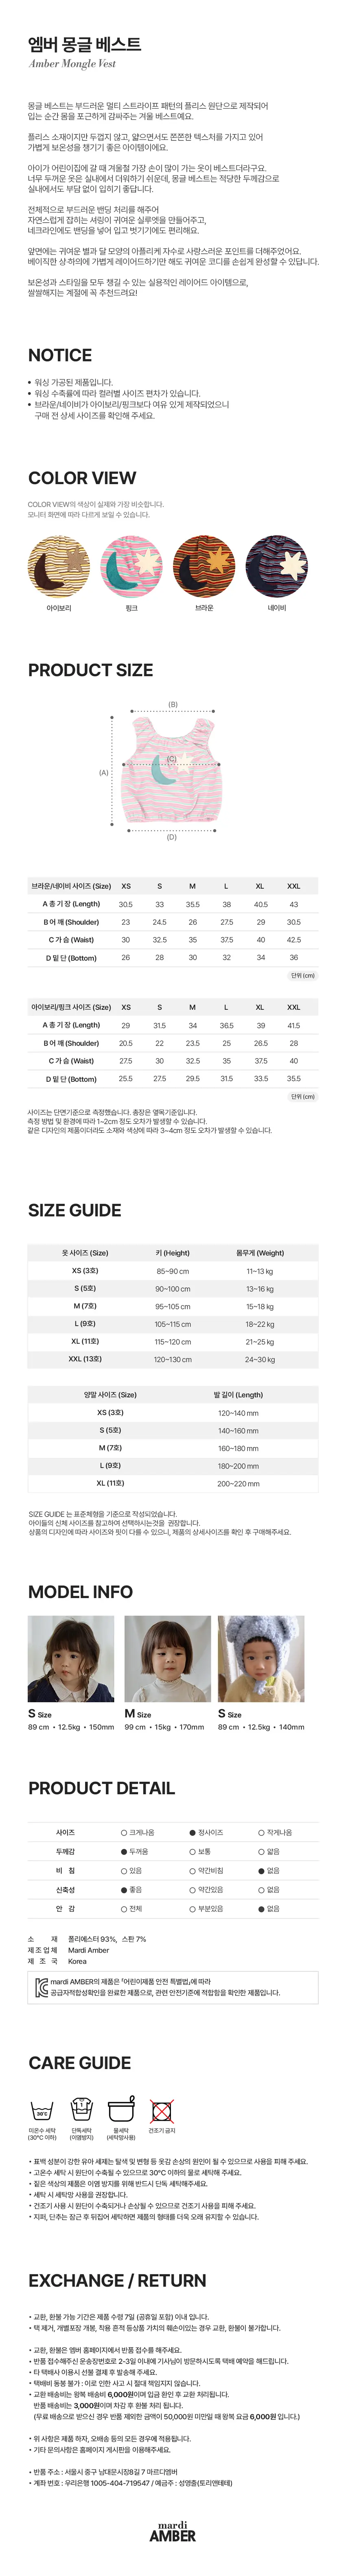 엠버 몽글 베스트
Amber Mongle Vest
몽글 베스트는 부드러운 멀티 스트라이프 패턴의 플리스 원단으로 제작되어
입는 순간 몸을 포근하게 감싸주는 겨울 베스트예요.
플리스 소재이지만 두껍지 않고, 얇으면서도 쫀쫀한 텍스처를 가지고 있어
가볍게 보온성을 챙기기 좋은 아이템이에요.
아이가 어린이집에 갈 때 겨울철 가장 손이 많이 가는 옷이 베스트더라구요.
너무 두꺼운 옷은 실내에서 더워하기 쉬운데, 몽글 베스트는 적당한 두께감으로
실내에서도 부담 없이 입히기 좋답니다.
전체적으로 부드러운 밴딩 처리를 해주어
자연스럽게 잡히는 셔링이 귀여운 실루엣을 만들어주고,
네크라인에도 밴딩을 넣어 입고 벗기기에도 편리해요.
앞면에는 귀여운 별과 달 모양의 아플리케 자수로 사랑스러운 포인트를 더해주었어요.
베이직한 상·하의에 가볍게 레이어드하기만 해도 귀여운 코디를 손쉽게 완성할 수 있답니다.
보온성과 스타일을 모두 챙길 수 있는 실용적인 레이어드 아이템으로,
쌀쌀해지는 계절에 꼭 추천드려요!
NOTICE
• 워싱 가공된 제품입니다.
• 워싱 수축률에 따라 컬러별 사이즈 편차가 있습니다.
• 브라운/네이비가 아이보리/핑크보다 여유 있게 제작되었으니
구매 전 상세 사이즈를 확인해 주세요.
COLOR VIEW
COLOR VIEW의 색상이 실제와 가장 비슷합니다.
모니터 화면에 따라 다르게 보일 수 있습니다.
아이보리 핑크 브라운 네이비
PRODUCT SIZE
(B)
(C)
(A)
(D)
브라운/네이비 사이즈 (Size) XS S M L XL XXL
A 총 기 장 (Length) 30.5 33 35.5 38 40.5 43
B 어 깨 (Shoulder) 23 24.5 26 27.5 29 30.5
C 가 슴 (Waist) 30 32.5 35 37.5 40 42.5
D 밑 단 (Bottom) 26 28 30 32 34 36
단위 (cm)
아이보리/핑크 사이즈 (Size) XS S M L XL XXL
A 총 기 장 (Length) 29 31.5 34 36.5 39 41.5
B 어 깨 (Shoulder) 20.5 22 23.5 25 26.5 28
C 가 슴 (Waist) 27.5 30 32.5 35 37.5 40
D 밑 단 (Bottom) 25.5 27.5 29.5 31.5 33.5 35.5
단위 (cm)
사이즈는 단면기준으로 측정했습니다. 총장은 옆목기준입니다.
측정 방법 및 환경에 따라 1~2cm 정도 오차가 발생할 수 있습니다.
같은 디자인의 제품이더라도 소재와 색상에 따라 3~4cm 정도 오차가 발생할 수 있습니다.
SIZE GUIDE
옷 사이즈 (Size) 키 (Height) 몸무게 (Weight)
XS (3호) 85~90 cm 11~13 kg
S (5호) 90~100 cm 13~16 kg
M (7호) 95~105 cm 15~18 kg
L (9호) 105~115 cm 18~22 kg
XL (11호) 115~120 cm 21~25 kg
XXL (13호) 120~130 cm 24~30 kg
양말 사이즈 (Size) 발 길이 (Length)
XS (3호) 120~140 mm
S (5호) 140~160 mm
M (7호) 160~180 mm
L (9호) 180~200 mm
XL (11호) 200~220 mm
SIZE GUIDE 는 표준체형을 기준으로 작성되었습니다.
아이들의 신체 사이즈를 참고하여 선택하시는것을 권장합니다.
상품의 디자인에 따라 사이즈와 핏이 다를 수 있으니, 제품의 상세사이즈를 확인 후 구매해주세요.
MODEL INFO
S Size M Size S Size
89 cm • 12.5kg • 150mm 99 cm • 15kg • 170mm 89 cm • 12.5kg • 140mm
PRODUCT DETAIL
사이즈 ○ 크게나옴 ● 정사이즈 ○ 작게나옴
두께감 ● 두꺼움 ○ 보통 ○ 얇음
비 침 ○ 있음 ○ 약간비침 ● 없음
신축성 ● 좋음 ○ 약간있음 ○ 없음
안 감 ○ 전체 ○ 부분있음 ● 없음
소 재 폴리에스터 93%, 스판 7%
제조업체 Mardi Amber
제 조 국 Korea
mardi AMBER의 제품은 「어린이제품 안전 특별법」에 따라
공급자적합성확인을 완료한 제품으로, 관련 안전기준에 적합함을 확인한 제품입니다.
CARE GUIDE
30°C 1
미온수 세탁 단독세탁 물세탁 건조기 금지
(30°C 이하) (이염방지) (세탁망사용)
• 표백 성분이 강한 유아 세제는 탈색 및 변형 등 옷감 손상의 원인이 될 수 있으므로 사용을 피해 주세요.
• 고온수 세탁 시 원단이 수축될 수 있으므로 30°C 이하의 물로 세탁해 주세요.
• 짙은 색상의 제품은 이염 방지를 위해 반드시 단독 세탁해주세요.
• 세탁 시 세탁망 사용을 권장합니다.
• 건조기 사용 시 원단이 수축되거나 손상될 수 있으므로 건조기 사용을 피해 주세요.
• 지퍼, 단추는 잠근 후 뒤집어 세탁하면 제품의 형태를 더욱 오래 유지할 수 있습니다.
EXCHANGE / RETURN
• 교환, 환불 가능 기간은 제품 수령 7일 (공휴일 포함) 이내 입니다.
• 택 제거, 개별포장 개봉, 착용 흔적 등상품 가치의 훼손이있는 경우 교환, 환불이 불가합니다.
• 교환, 환불은 엠버 홈페이지에서 반품 접수를 해주세요.
• 반품 접수해주신 운송장번호로 2-3일 이내에 기사님이 방문하시도록 택배 예약을 해드립니다.
• 타 택배사 이용시 선불 결제 후 발송해 주세요.
• 택배비 동봉 불가 : 이로 인한 사고 시 절대 책임지지 않습니다.
• 교환 배송비는 왕복 배송비 6,000원이며 입금 환인 후 교환 처리됩니다.
반품 배송비는 3,000원이며 차감 후 환불 처리 됩니다.
(무료 배송으로 받으신 경우 반품 제외한 금액이 50,000원 미만일 때 왕복 요금 6,000원 입니다.)
• 위 사항은 제품 하자, 오배송 등의 모든 경우에 적용됩니다.
• 기타 문의사항은 홈페이지 게시판을 이용해주세요.
• 반품 주소 : 서울시 중구 남대문시장8길 7 마르디엠버
• 계좌 번호 : 우리은행 1005-404-719547 / 예금주 : 성영줄(토리앤테테)
mardi
AMBER